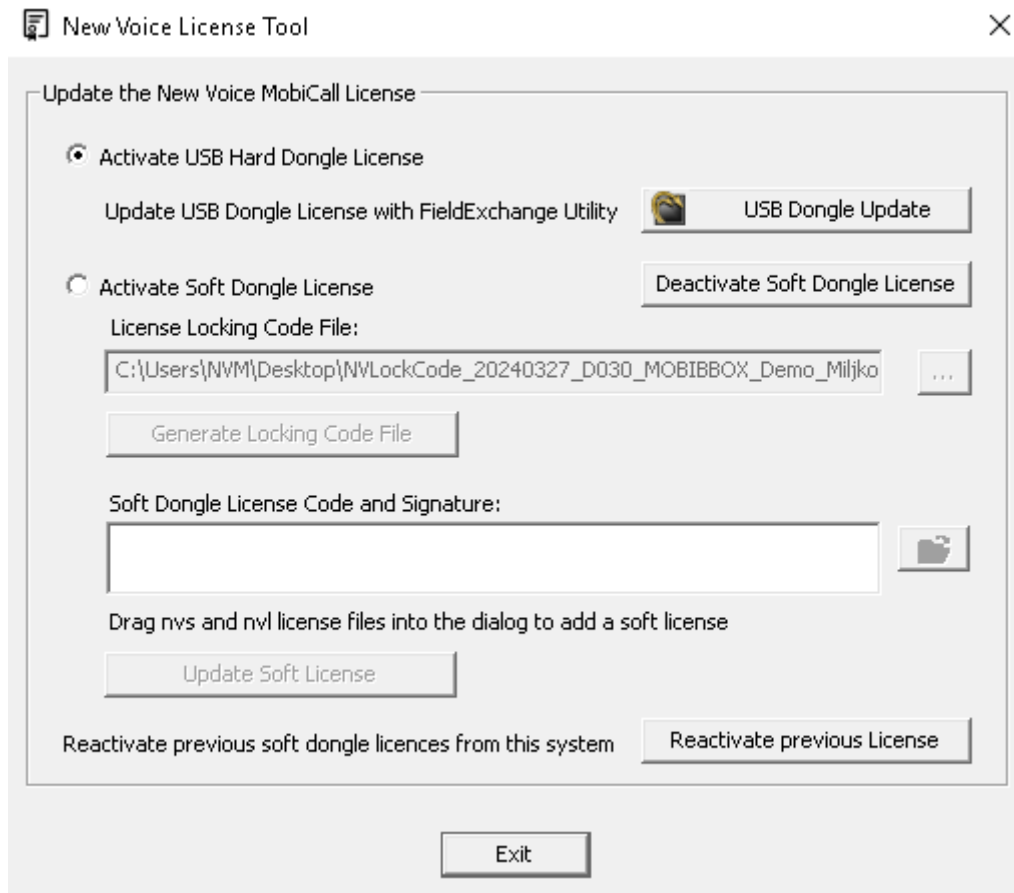 New Voice License Tool
Update the New Voice MobiCall License
Activate USB Hard Dongle License
Update USB Dongle License with FieldExchange Utility
USB Dongle Update
Activate Soft Dongle License
Deactivate Soft Dongle License
License Locking Code File:
C:\Users\NVM\Desktop\NVLockCode_20240327_D030_MOBIBBOX_Demo_Miljko
...
Generate Locking Code File
Soft Dongle License Code and Signature:
Drag nvs and nvl license files into the dialog to add a soft license
Update Soft License
Reactivate previous soft dongle licences from this system
Reactivate previous License
Exit